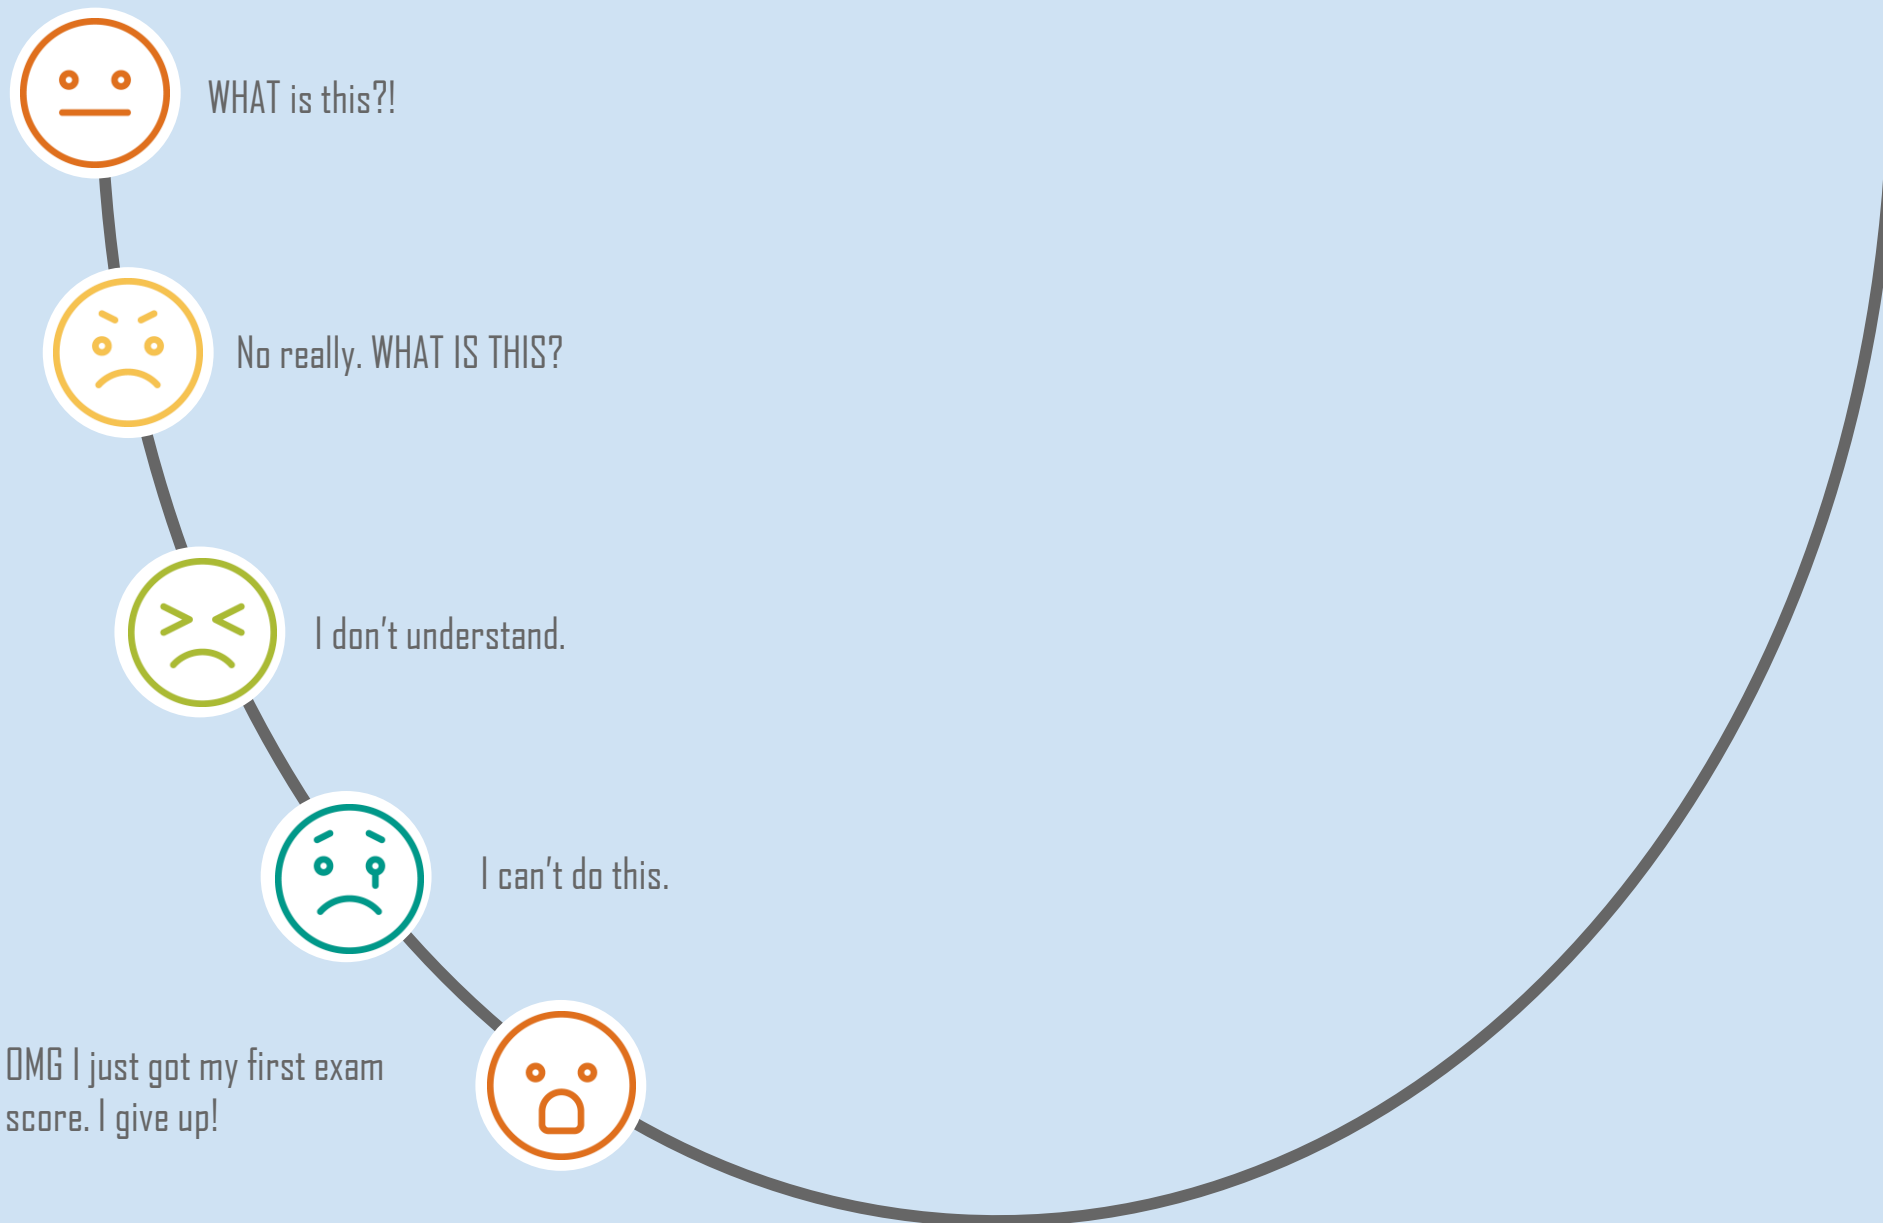 WHAT is this?!
No really. WHAT IS THIS?
I don't understand.
I can't do this.
OMG I just got my first exam
score. I give up!